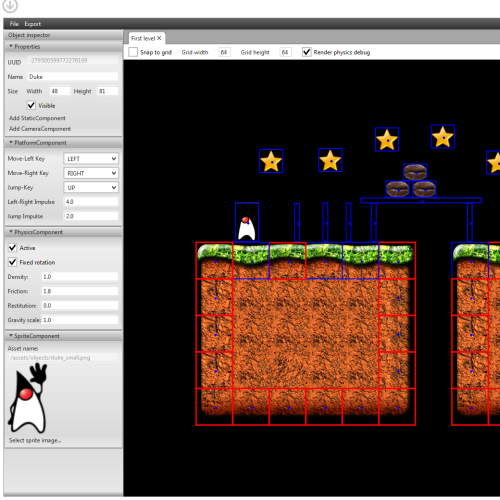 File Export
Object inspector
Properties
UUID -279500599772276169
Name: Duke
Size Width 48 Height 81
Visible
Add StaticComponent
Add CameraComponent
PlatformComponent
Move-Left Key LEFT
Move-Right Key RIGHT
Jump-Key UP
Left-Right Impulse 4.0
Jump Impulse 2.0
PhysicsComponent
Active
Fixed rotation
Density: 1.0
Friction: 1.8
Restitution: 0.0
Gravity scale: 1.0
SpriteComponent
Asset name:
/assets/objects/duke_small.png
Select sprite image...
First level X
Snap to grid Grid width 64 Grid height 64 Render physics debug